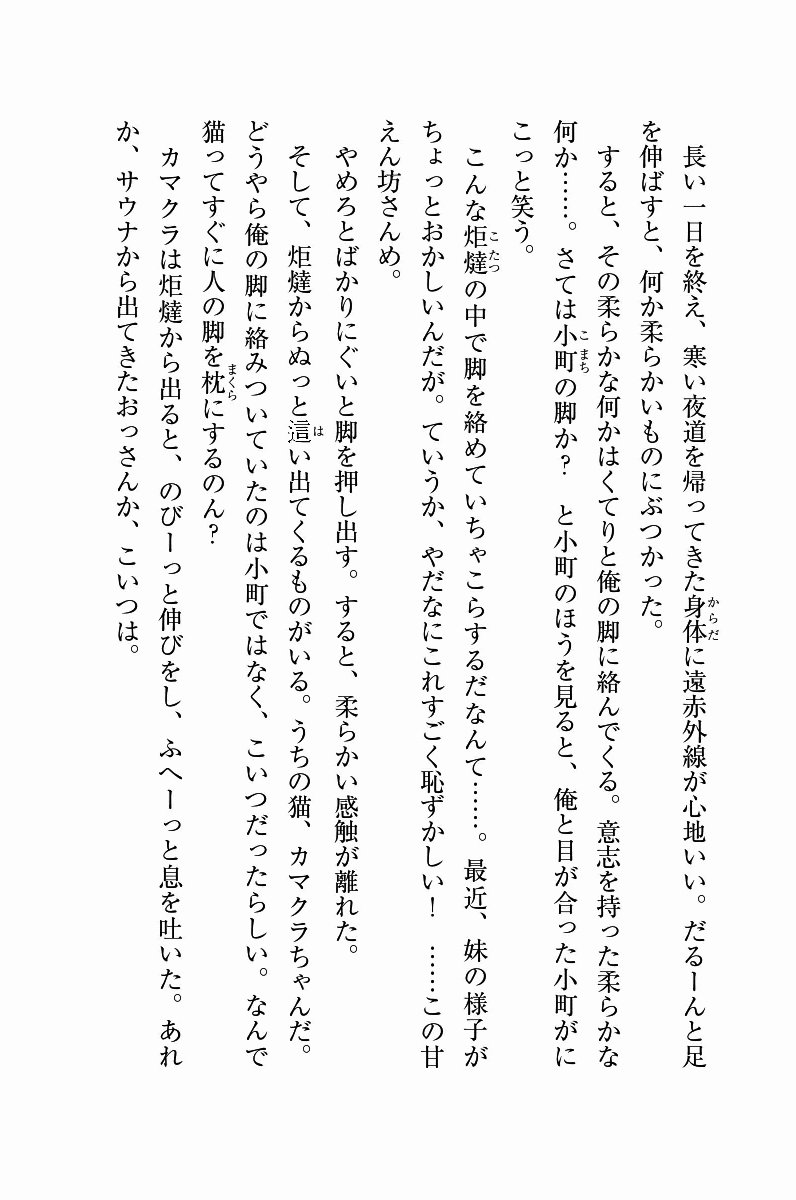 長い一日を終え、寒い夜道を帰ってきた身体に遠赤外線が心地いい。だるーんと足
を伸ばすと、何か柔らかいものにぶつかった。
すると、その柔らかな何かはくてりと俺の脚に絡んでくる。意志を持った柔らかな
何か……。さては小町の脚か？　と小町のほうを見ると、俺と目が合った小町がに
こっと笑う。
こんな炬燵の中で脚を絡めていちゃこらするだなんて……。最近、妹の様子が
ちょっとおかしいんだが。ていうか、やだなにこれすごく恥ずかしい！　……この甘
えん坊さんめ。
やめろとばかりにぐいと脚を押し出す。すると、柔らかい感触が離れた。
そして、炬燵からぬっと這い出てくるものがいる。うちの猫、カマクラちゃんだ。
どうやら俺の脚に絡みついていたのは小町ではなく、こいつだったらしい。なんで
猫ってすぐに人の脚を枕にするのん？
カマクラは炬燵から出ると、のびーっと伸びをし、ふへーっと息を吐いた。あれ
か、サウナから出てきたおっさんか、こいつは。